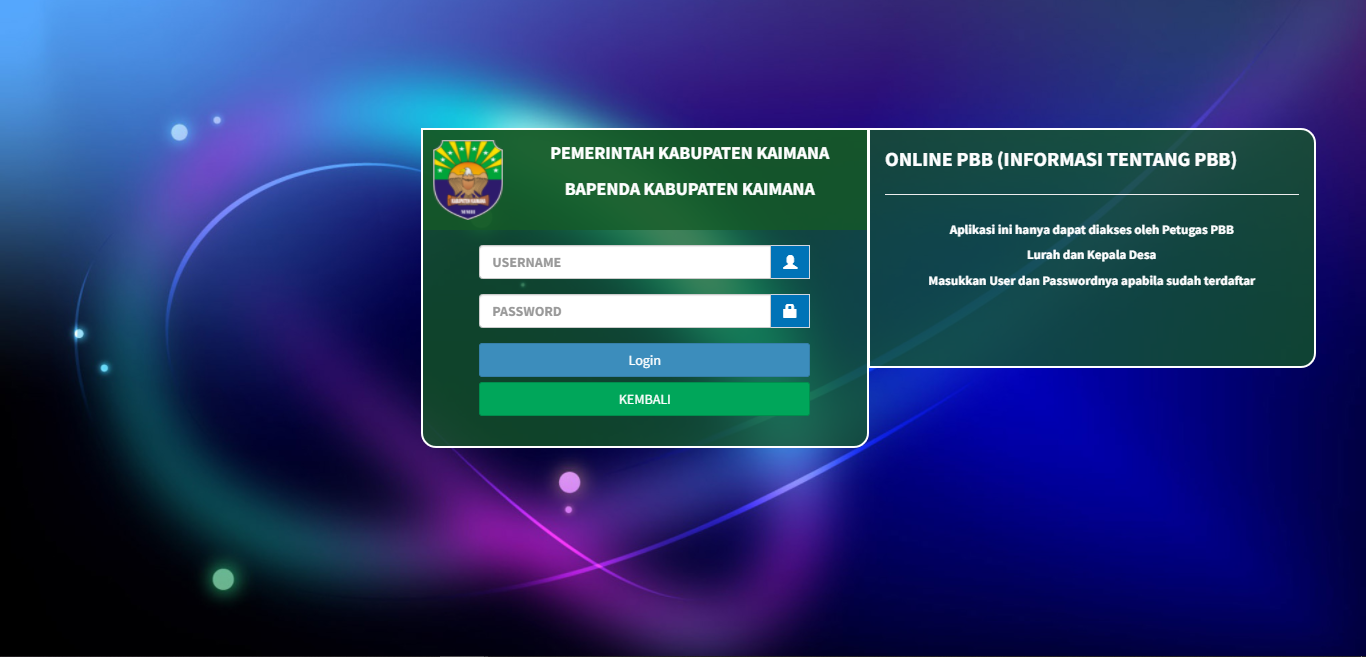 PEMERINTAH KABUPATEN KAIMANA
BAPENDA KABUPATEN KAIMANA
KABUPATEN KAIMANA
USERNAME
PASSWORD
Login
KEMBALI
ONLINE PBB (INFORMASI TENTANG PBB)
Aplikasi ini hanya dapat diakses oleh Petugas PBB
Lurah dan Kepala Desa
Masukkan User dan Passwordnya apabila sudah terdaftar